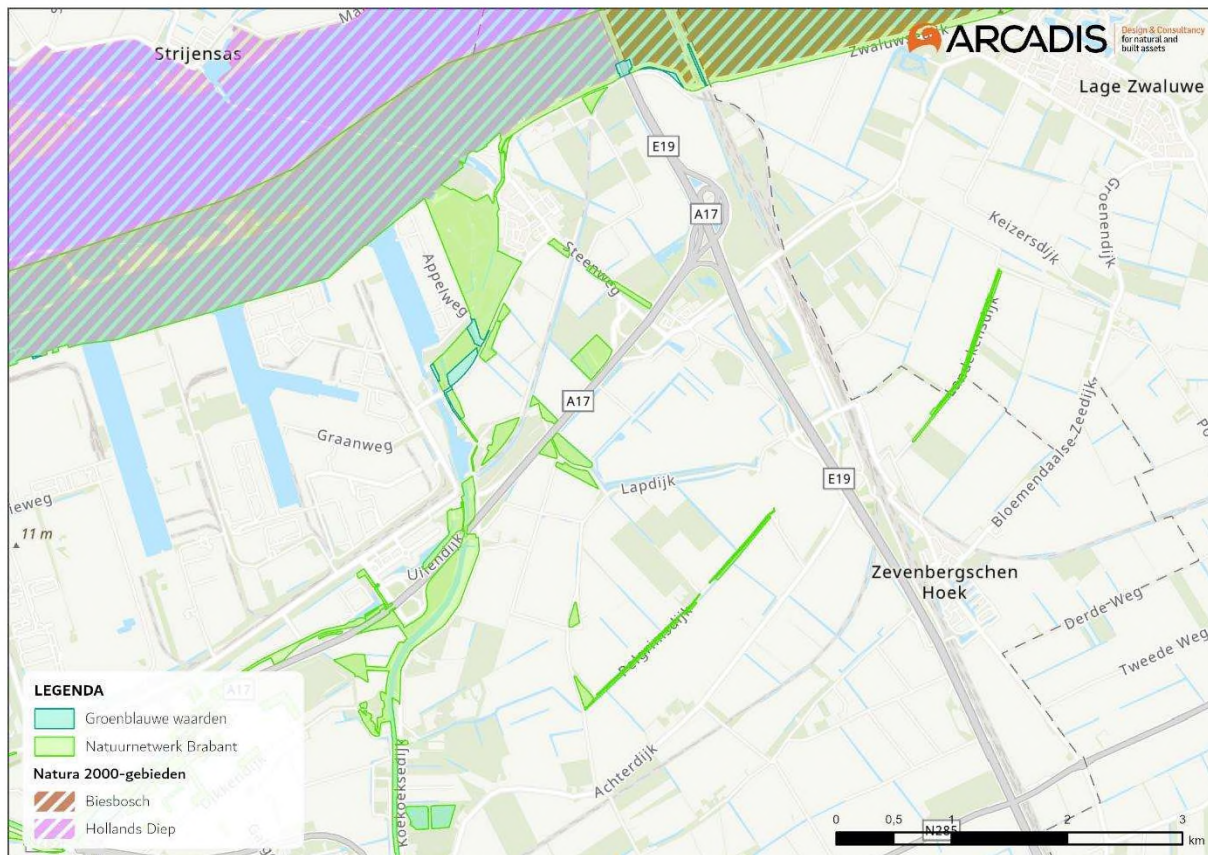 Strijensas
ARCADIS
Design & Consultancy
for natural and
built assets
Lage Zwaluwe
E19
A17
Groenendijk
Keizersdijk
Steenweg
Appelweg
Loodekensdijk
A17
Graanweg
Lapdijk
E19
Bloemendaalse-Zeedijk
11 m
Zevenbergschen
Hoek
Derde-Weg
Tweede Weg
Pelgrimsdijk
A17
Achterdijk
Koekoeksedijk
N285
LEGENDA
Groenblauwe waarden
Natuurnetwerk Brabant
Natura 2000-gebieden
Biesbosch
Hollands Diep
0 0,5 1 2 3
km